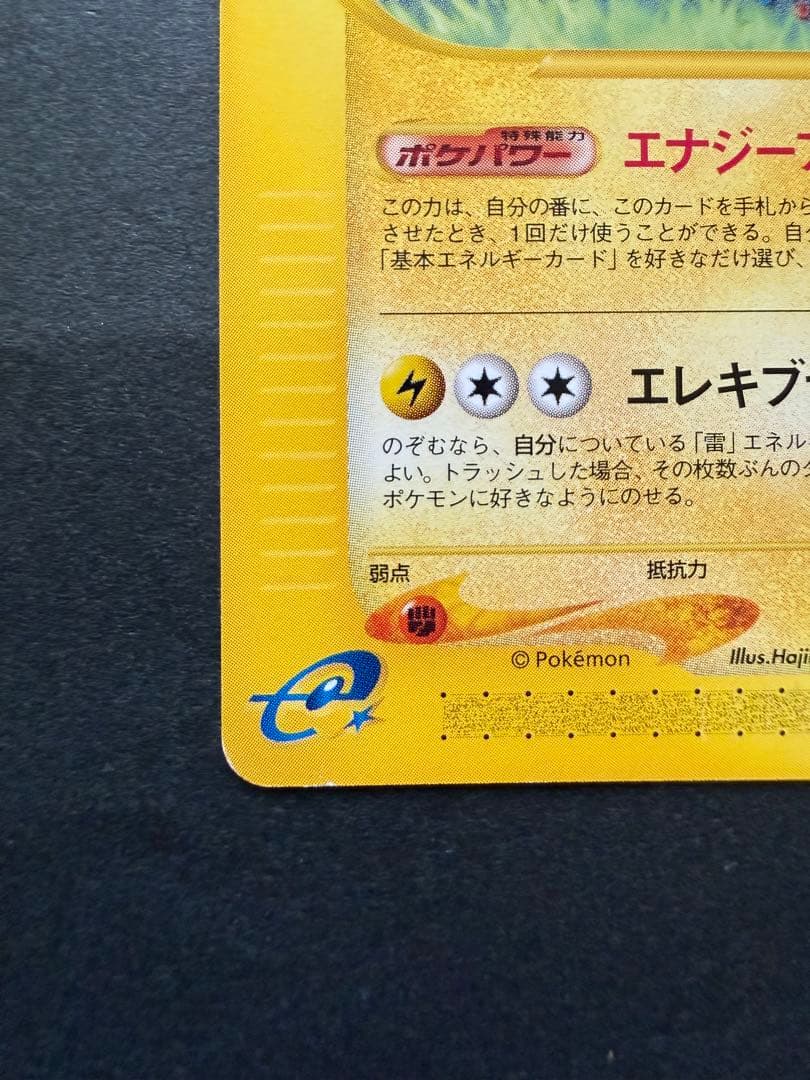 特殊能力
ポケパワー エナジー
この力は、自分の番に、このカードを手札から
させたとき、1回だけ使うことができる。自分
「基本エネルギーカード」を好きなだけ選び、
エレキブ
のぞむなら、自分についている「雷」エネル
よい。トラッシュした場合、その枚数ぶんの
ポケモンに好きなようにのせる。
弱点 抵抗力
闘
© Pokémon Illus.Haji
e